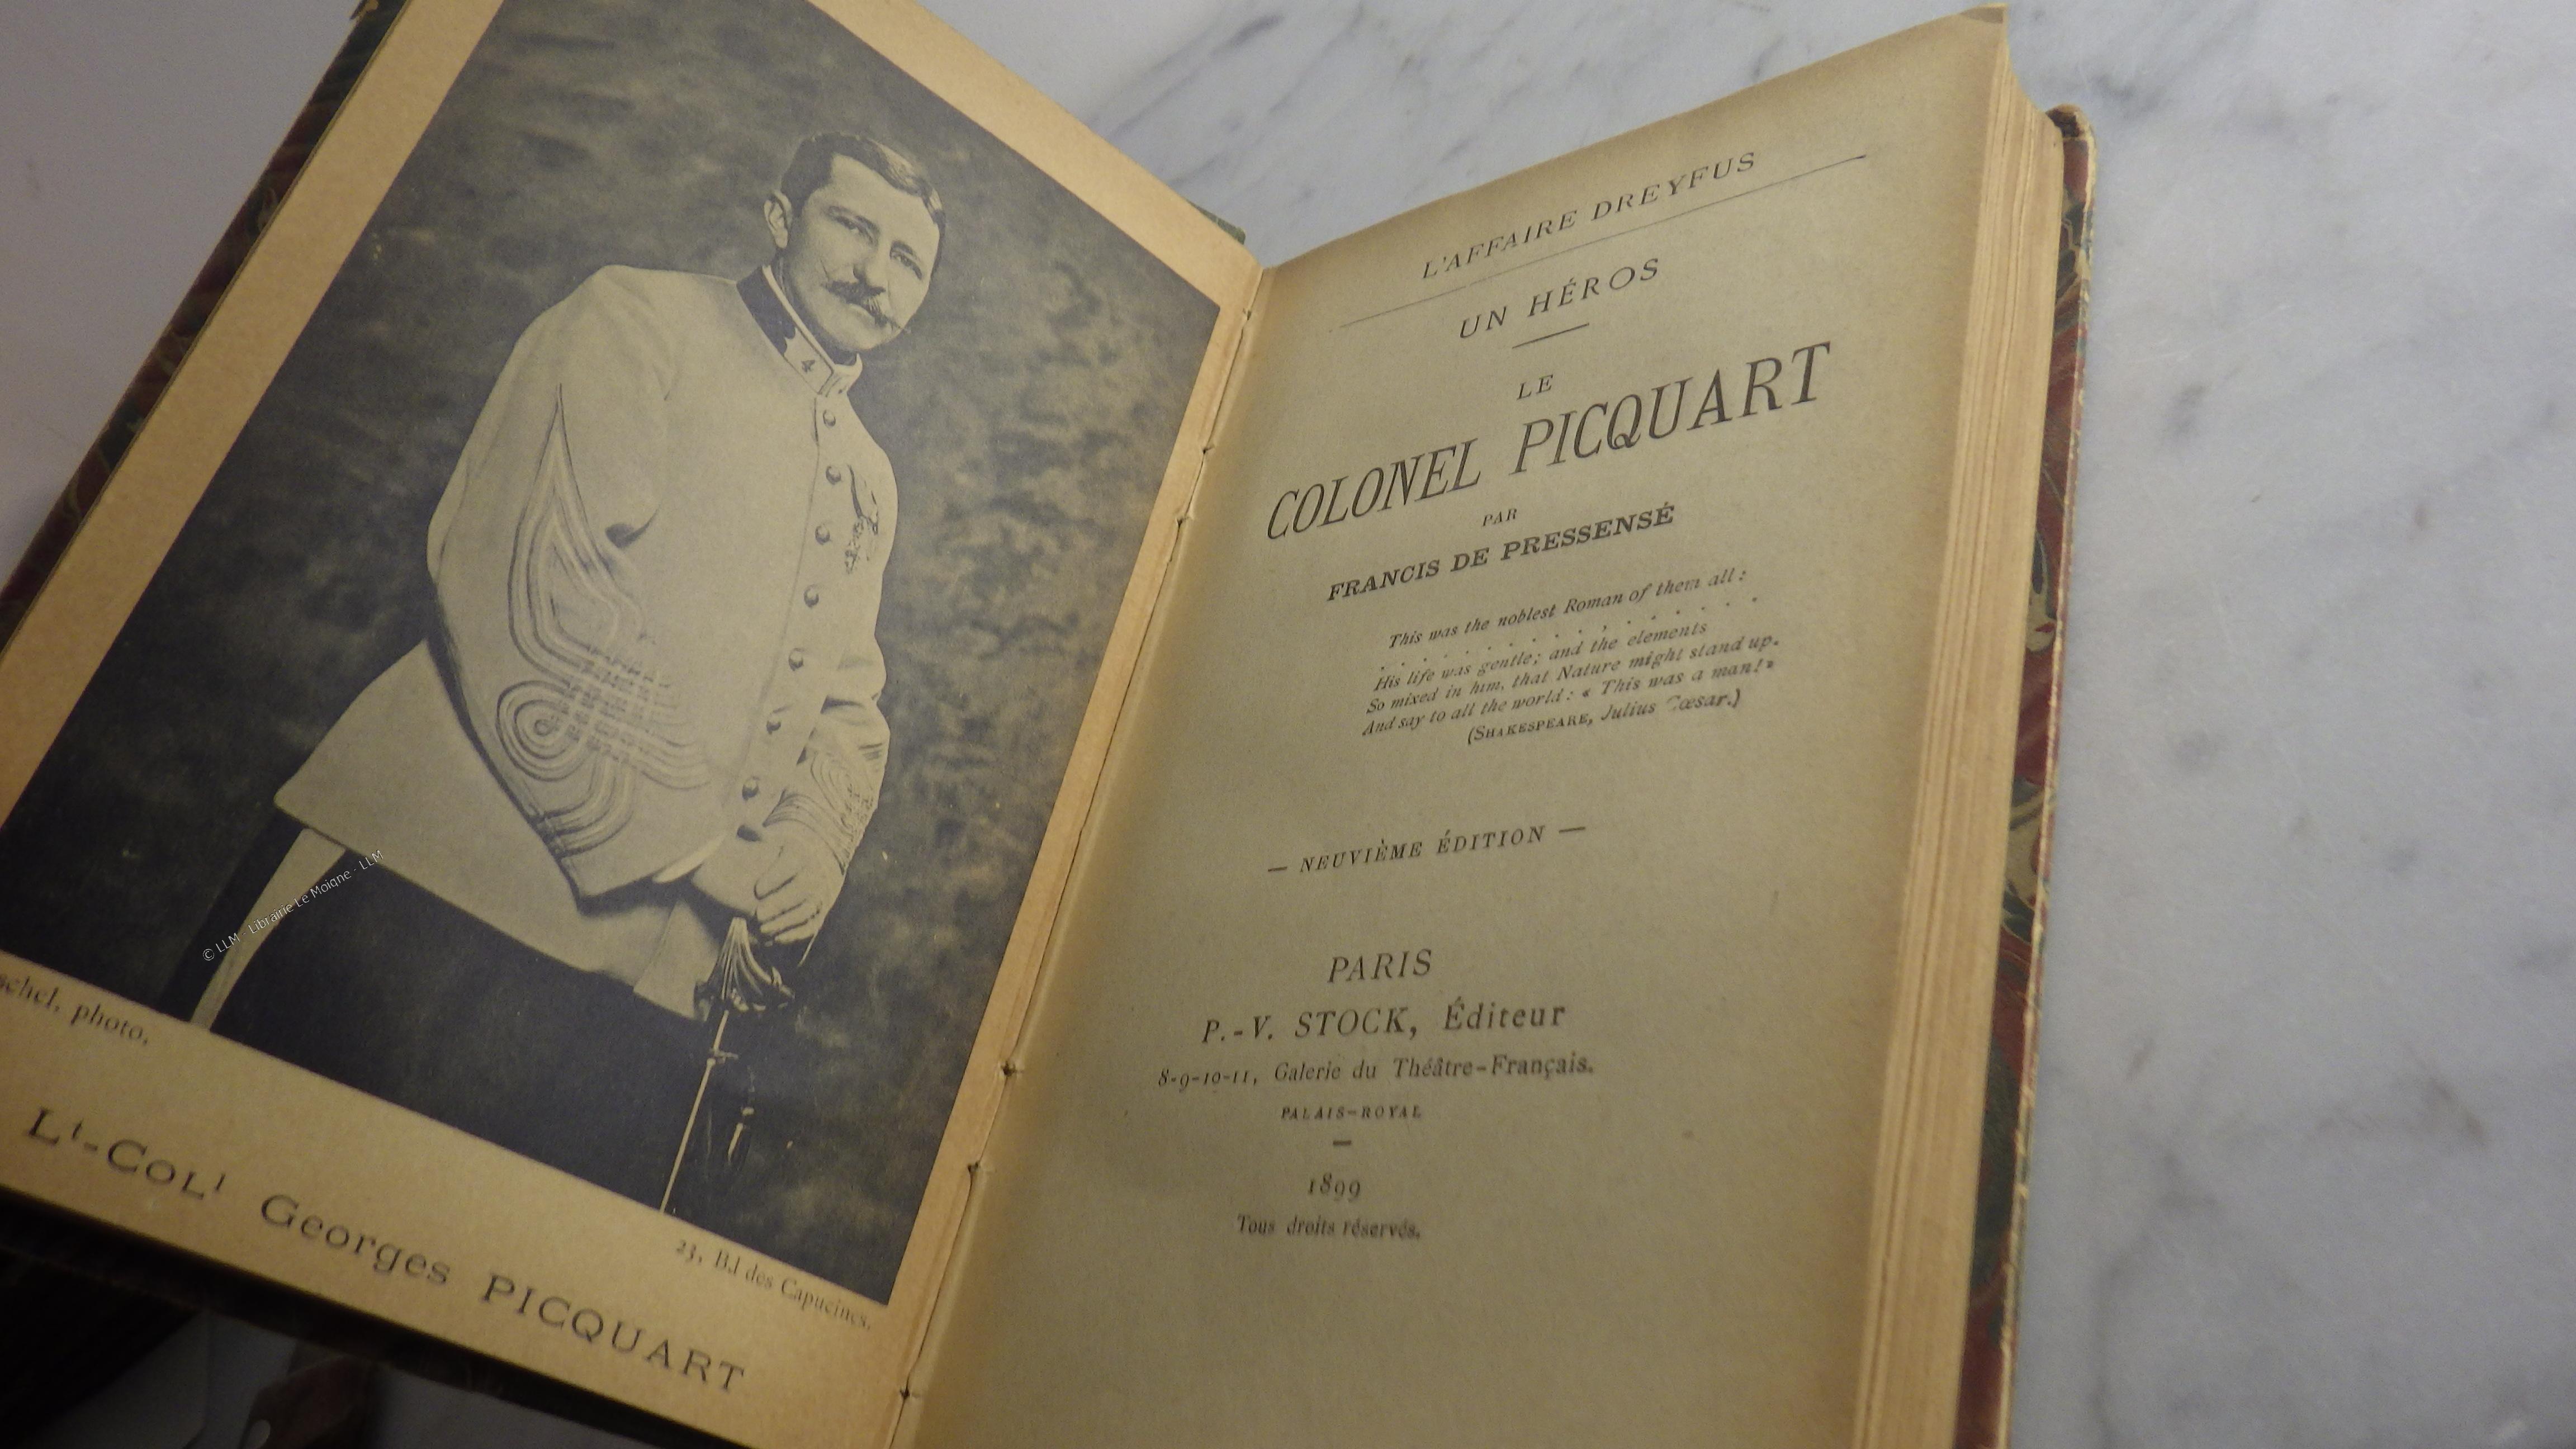 photo,
23, B.d des Capucines.
Lt-Coll Georges PICQUART
© LLM - Librairie Le Moigne - LLM
L'AFFAIRE DREYFUS
UN HÉROS
LE
COLONEL PICQUART
PAR
FRANCIS DE PRESSENSÉ
This was the noblest Roman of them all:
. . . . . . . . . . . .
His life was gentle; and the elements
So mixed in him, that Nature might stand up.
And say to all the world: « This was a man!»
(SHAKESPEARE, Julius Cœsar.)
— NEUVIÈME ÉDITION —
PARIS
P.-V. STOCK, Éditeur
8-9-10-11, Galerie du Théâtre-Français.
PALAIS-ROYAL
1899
Tous droits réservés.
4